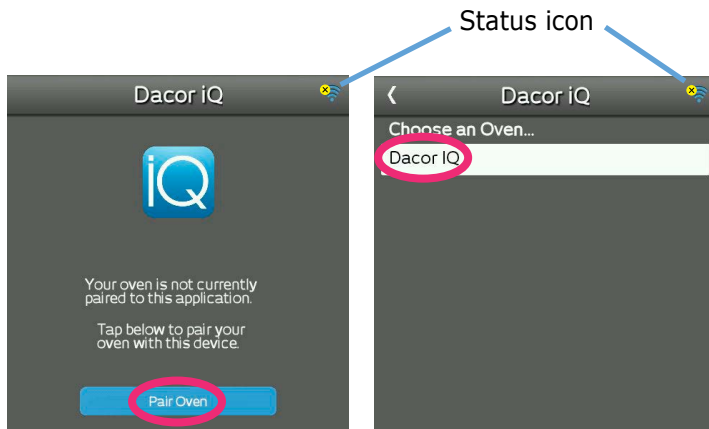 Status icon
Dacor iQ
iQ
Your oven is not currently
paired to this application.
Tap below to pair your
oven with this device.
Pair Oven
Dacor iQ
Choose an Oven...
Dacor IQ